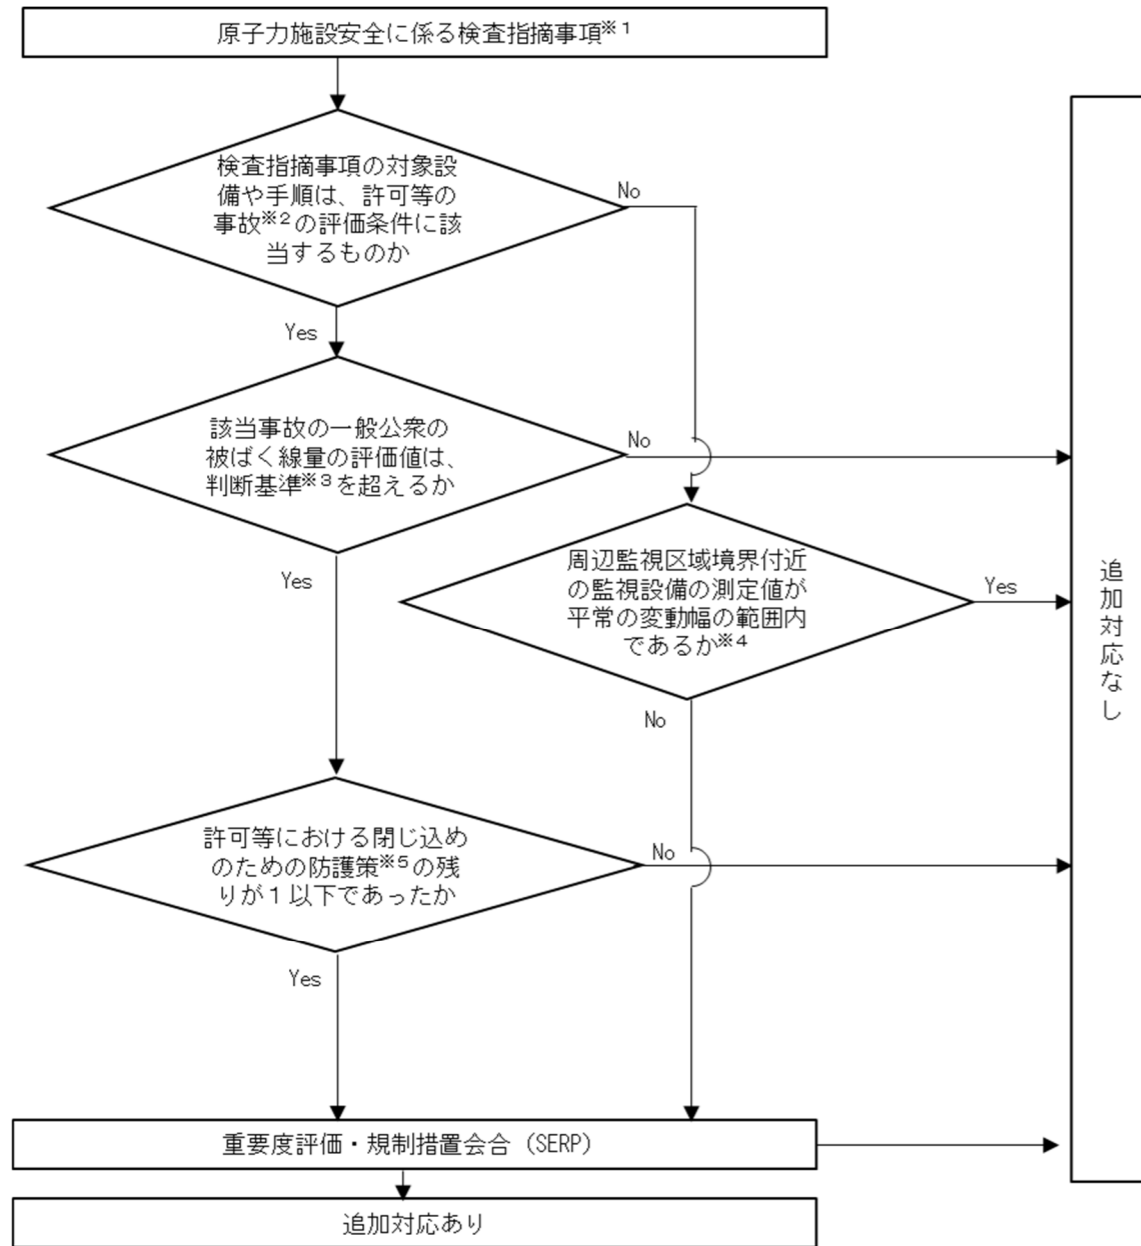 原子力施設安全に係る検査指摘事項※１
検査指摘事項の対象設
備や手順は、許可等の
事故※２の評価条件に該
当するものか
No
Yes
該当事故の一般公衆の
被ばく線量の評価値は、
判断基準※３を超えるか
No
Yes
周辺監視区域境界付近
の監視設備の測定値が
平常の変動幅の範囲内
であるか※４
Yes
No
許可等における閉じ込め
のための防護策※５の残
りが１以下であったか
No
Yes
重要度評価・規制措置会合（SERP）
追加対応あり
追加対応なし